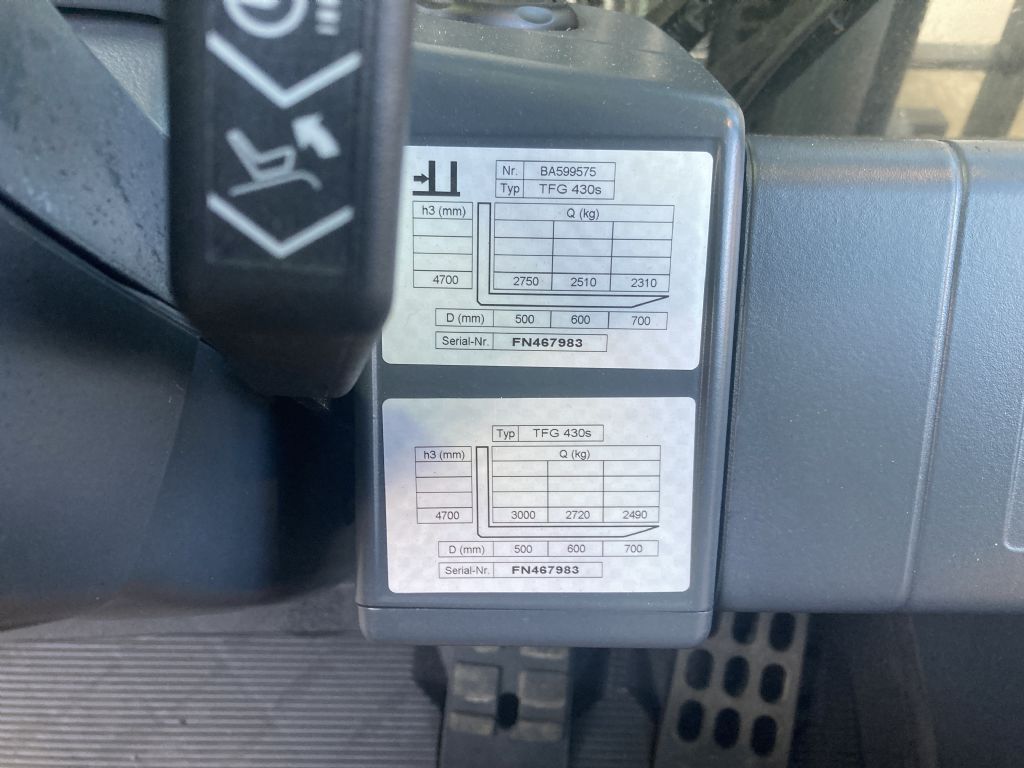 Nr. BA599575
Typ TFG 430s
h3 (mm) Q (kg)
4700 2750 2510 2310
D (mm) 500 600 700
Serial-Nr. FN467983
Typ TFG 430s
h3 (mm) Q (kg)
4700 3000 2720 2490
D (mm) 500 600 700
Serial-Nr. FN467983